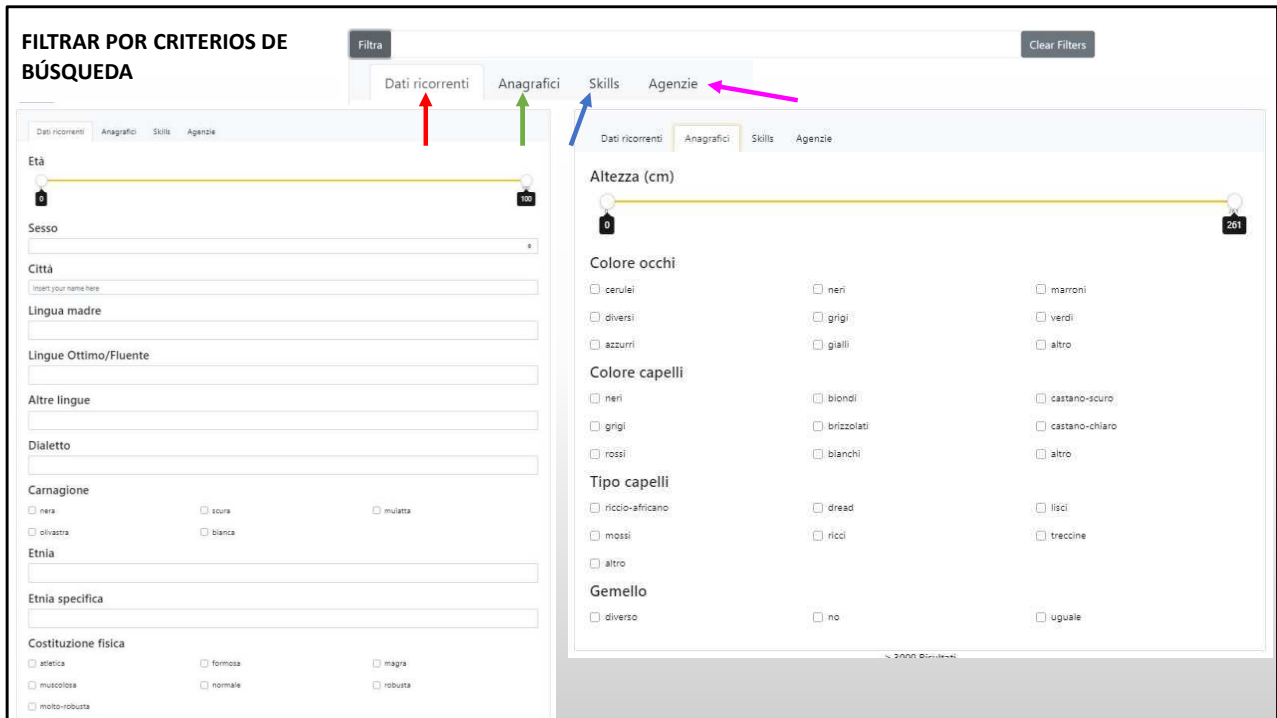 FILTRAR POR CRITERIOS DE
BÚSQUEDA
Filtra
Clear Filters
Dati ricorrenti Anagrafici Skills Agenzie
Dati ricorrenti Anagrafici Skills Agenzie
Età
0 100
Sesso
Città
Insert your name here
Lingua madre
Lingue Ottimo/Fluente
Altre lingue
Dialetto
Carnagione
nera scura mulatta
olivastra bianca
Etnia
Etnia specifica
Costituzione fisica
atletica formosa magra
muscolosa normale robusta
molto-robusta
Dati ricorrenti Anagrafici Skills Agenzie
Altezza (cm)
0 261
Colore occhi
cerulei neri marroni
diversi grigi verdi
azzurri gialli altro
Colore capelli
neri biondi castano-scuro
grigi brizzolati castano-chiaro
rossi bianchi altro
Tipo capelli
riccio-africano dread lisci
mossi ricci treccine
altro
Gemello
diverso no uguale
> 3000 Risultati